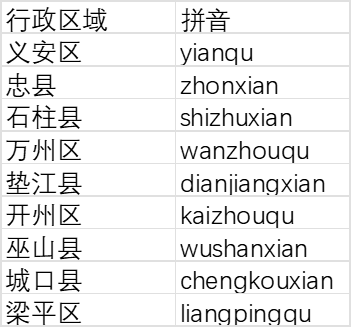 行政区域 拼音
义安区 yianqu
忠县 zhonxian
石柱县 shizhuxian
万州区 wanzhouqu
垫江县 dianjiangxian
开州区 kaizhouqu
巫山县 wushanxian
城口县 chengkouxian
梁平区 liangpingqu